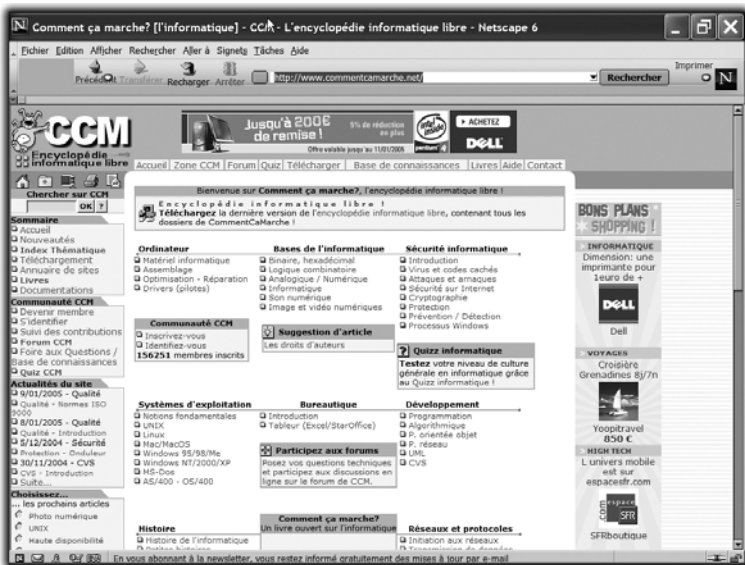 Comment ça marche? [l'informatique] - CCM - L'encyclopédie informatique libre - Netscape 6
Fichier Edition Afficher Rechercher Aller à Signets Tâches Aide
Précédent Transférer Recharger Arrêter
http://www.commentcamarche.net/
Rechercher
Imprimer
CCM
Encyclopédie
informatique libre
Jusqu'à 200€
de remise !
5% de réduction
en plus
Offre valable jusqu'au 11/01/2005
intel
inside
pentium 4
ACHETEZ
DELL
Accueil Zone CCM Forum Quiz Télécharger Base de connaissances Livres Aide Contact
Chercher sur CCM
OK ?
Sommaire
Accueil
Nouveautés
Index Thématique
Téléchargement
Annuaire de sites
Livres
Documentations
Communauté CCM
Devenir membre
S'identifier
Suivi des contributions
Forum CCM
Foire aux Questions /
Base de connaissances
Quiz CCM
Actualités du site
9/01/2005 - Qualité
Qualité - Normes ISO
9000
8/01/2005 - Qualité
Qualité - Introduction
5/12/2004 - Sécurité
Protection - Onduleur
30/11/2004 - CVS
CVS - Introduction
Suite...
Choisissez...
... les prochains articles
Photo numérique
UNIX
Haute disponibilité
Bienvenue sur Comment ça marche?, l'encyclopédie informatique libre !
Encyclopédie informatique libre !
Téléchargez la dernière version de l'encyclopédie informatique libre, contenant tous les
dossiers de CommentCaMarche !
Ordinateur
Matériel informatique
Assemblage
Optimisation - Réparation
Drivers (pilotes)
Communauté CCM
Inscrivez-vous
Identifiez-vous
156251 membres inscrits
Bases de l'informatique
Binaire, hexadécimal
Logique combinatoire
Analogique / Numérique
Informatique
Son numérique
Image et vidéo numériques
Suggestion d'article
Les droits d'auteurs
Sécurité informatique
Introduction
Virus et codes cachés
Attaques et arnaques
Sécurité sur Internet
Cryptographie
Protection
Prévention / Détection
Processus Windows
Quizz informatique
Testez votre niveau de culture
générale en informatique grâce
au Quizz informatique !
Systèmes d'exploitation
Notions fondamentales
UNIX
Linux
Mac/MacOS
Windows 95/98/Me
Windows NT/2000/XP
MS-Dos
AS/400 - OS/400
Bureautique
Introduction
Tableur (Excel/StarOffice)
Participez aux forums
Posez vos questions techniques
et participez aux discussions en
ligne sur le forum de CCM.
Développement
Programmation
Algorithmique
P. orientée objet
P. réseau
UML
CVS
Histoire
Histoire de l'informatique
Comment ça marche?
Un livre ouvert sur l'informatique
Réseaux et protocoles
Initiation aux réseaux
Transmission de données
BONS PLANS
SHOPPING !
INFORMATIQUE
Dimension: une
imprimante pour
1euro de +
DELL
Dell
VOYAGES
Croisière
Grenadines 8j/7n
Yoopitravel
850 €
HIGH TECH
L univers mobile
est sur
espacesfr.com
espace
SFR
.com
SFRboutique
En vous abonnant à la newsletter, vous restez informé gratuitement des mises à jour par e-mail